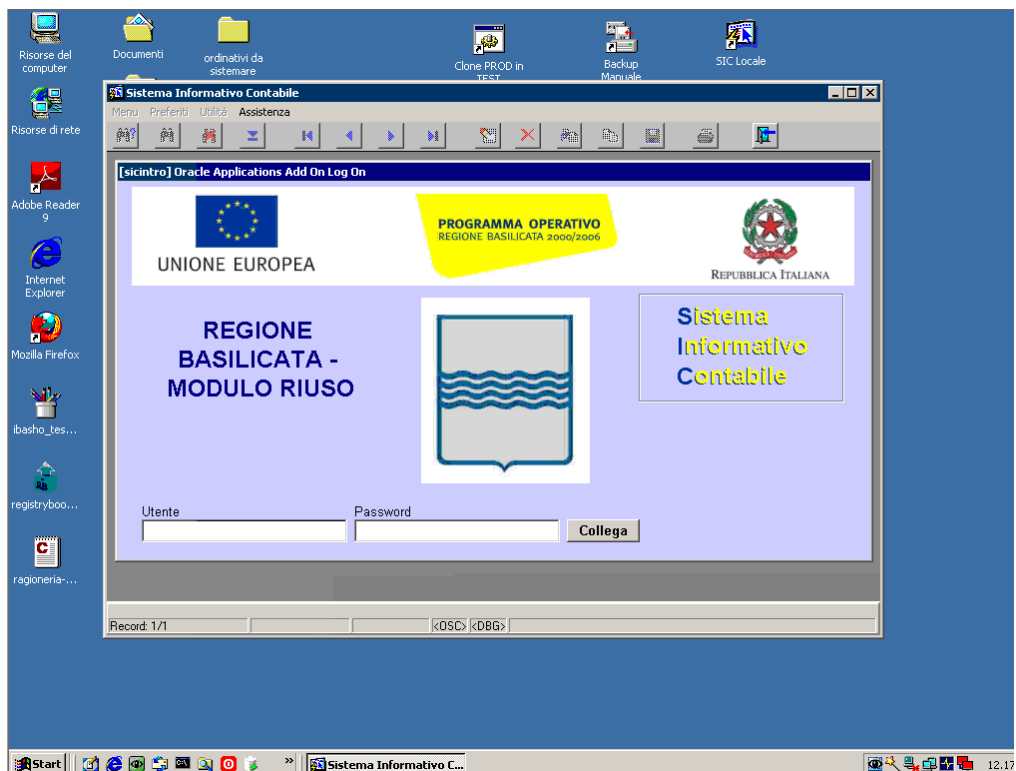 Risorse del
computer
Documenti
ordinativi da
sistemare
Clone PROD in
TEST
Backup
Manuale
SIC Locale
Risorse di rete
Adobe Reader
9
Internet
Explorer
Mozilla Firefox
ibasho_tes...
registryboo...
ragioneria-...
Sistema Informativo Contabile
Menu Preferiti Utilità Assistenza
[sicintro] Oracle Applications Add On Log On
UNIONE EUROPEA
PROGRAMMA OPERATIVO
REGIONE BASILICATA 2000/2006
REPUBBLICA ITALIANA
REGIONE
BASILICATA -
MODULO RIUSO
Sistema
Informativo
Contabile
Utente
Password
Collega
Record: 1/1
<OSC> <DBG>
Start
Sistema Informativo C...
12.17